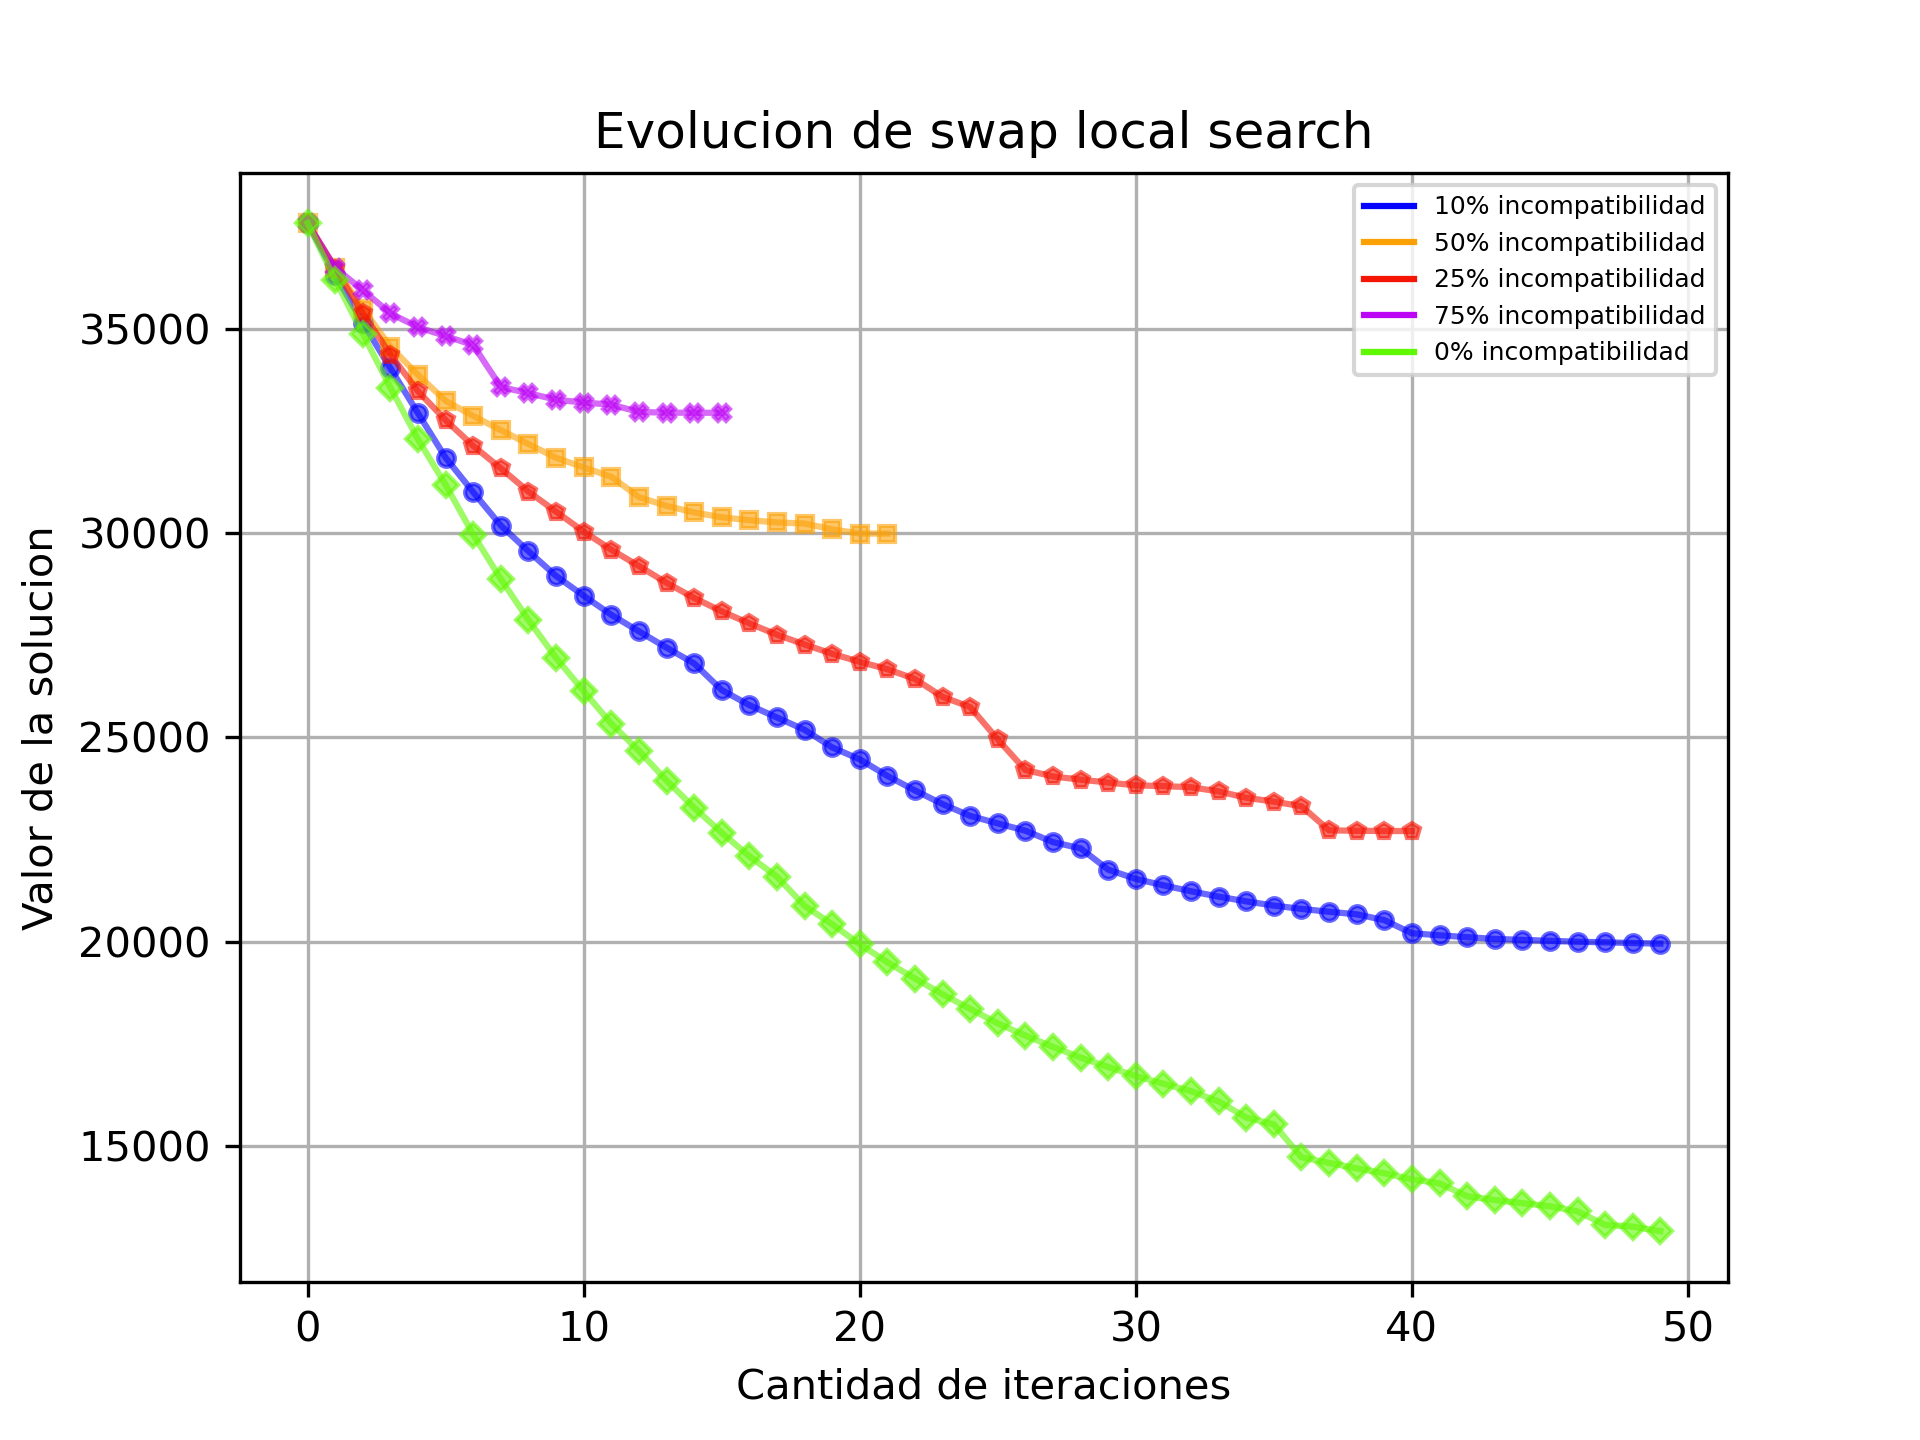 Evolucion de swap local search
10% incompatibilidad
50% incompatibilidad
25% incompatibilidad
75% incompatibilidad
0% incompatibilidad
Valor de la solucion
35000
30000
25000
20000
15000
0 10 20 30 40 50
Cantidad de iteraciones